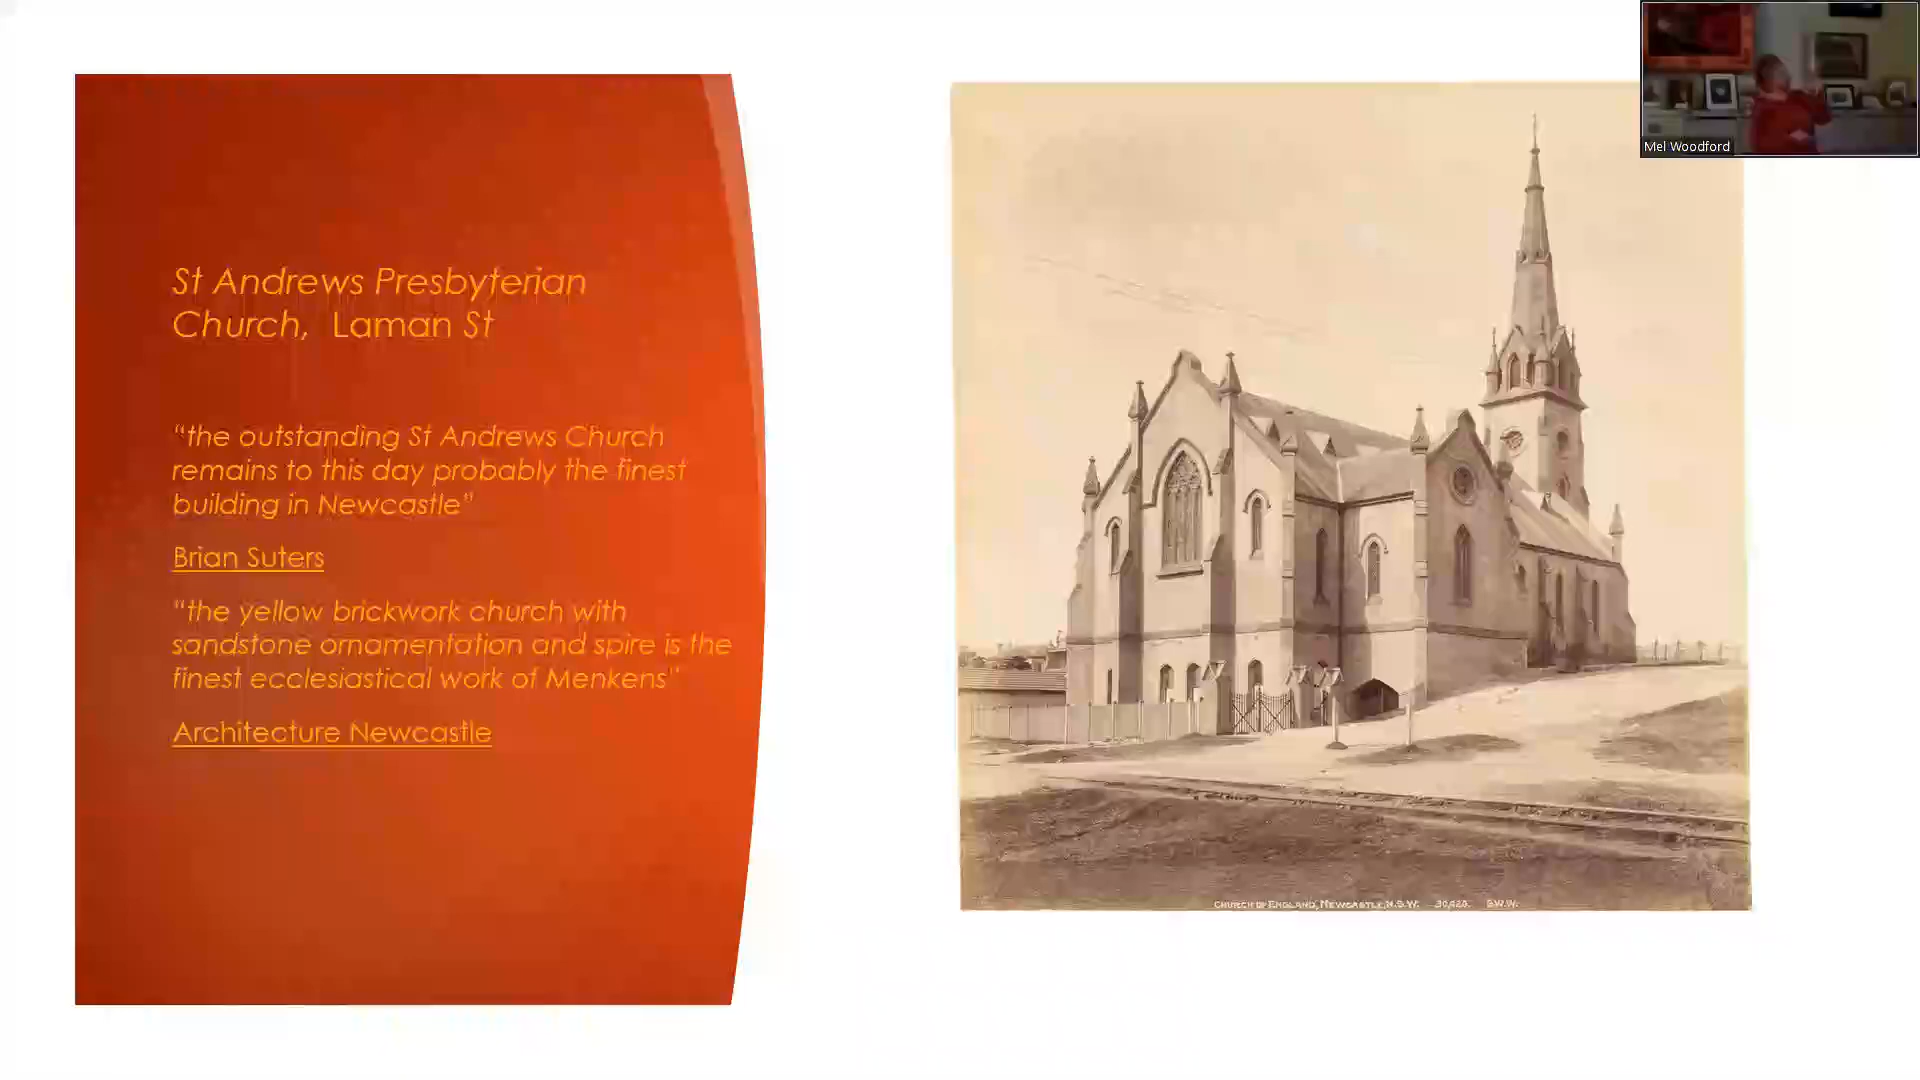 St Andrews Presbyterian
Church, Laman St
“the outstanding St Andrews Church
remains to this day probably the finest
building in Newcastle”
Brian Suters
“the yellow brickwork church with
sandstone ornamentation and spire is the
finest ecclesiastical work of Menkens”
Architecture Newcastle
Mel Woodford
CHURCH OF ENGLAND, NEWCASTLE, N.S.W.